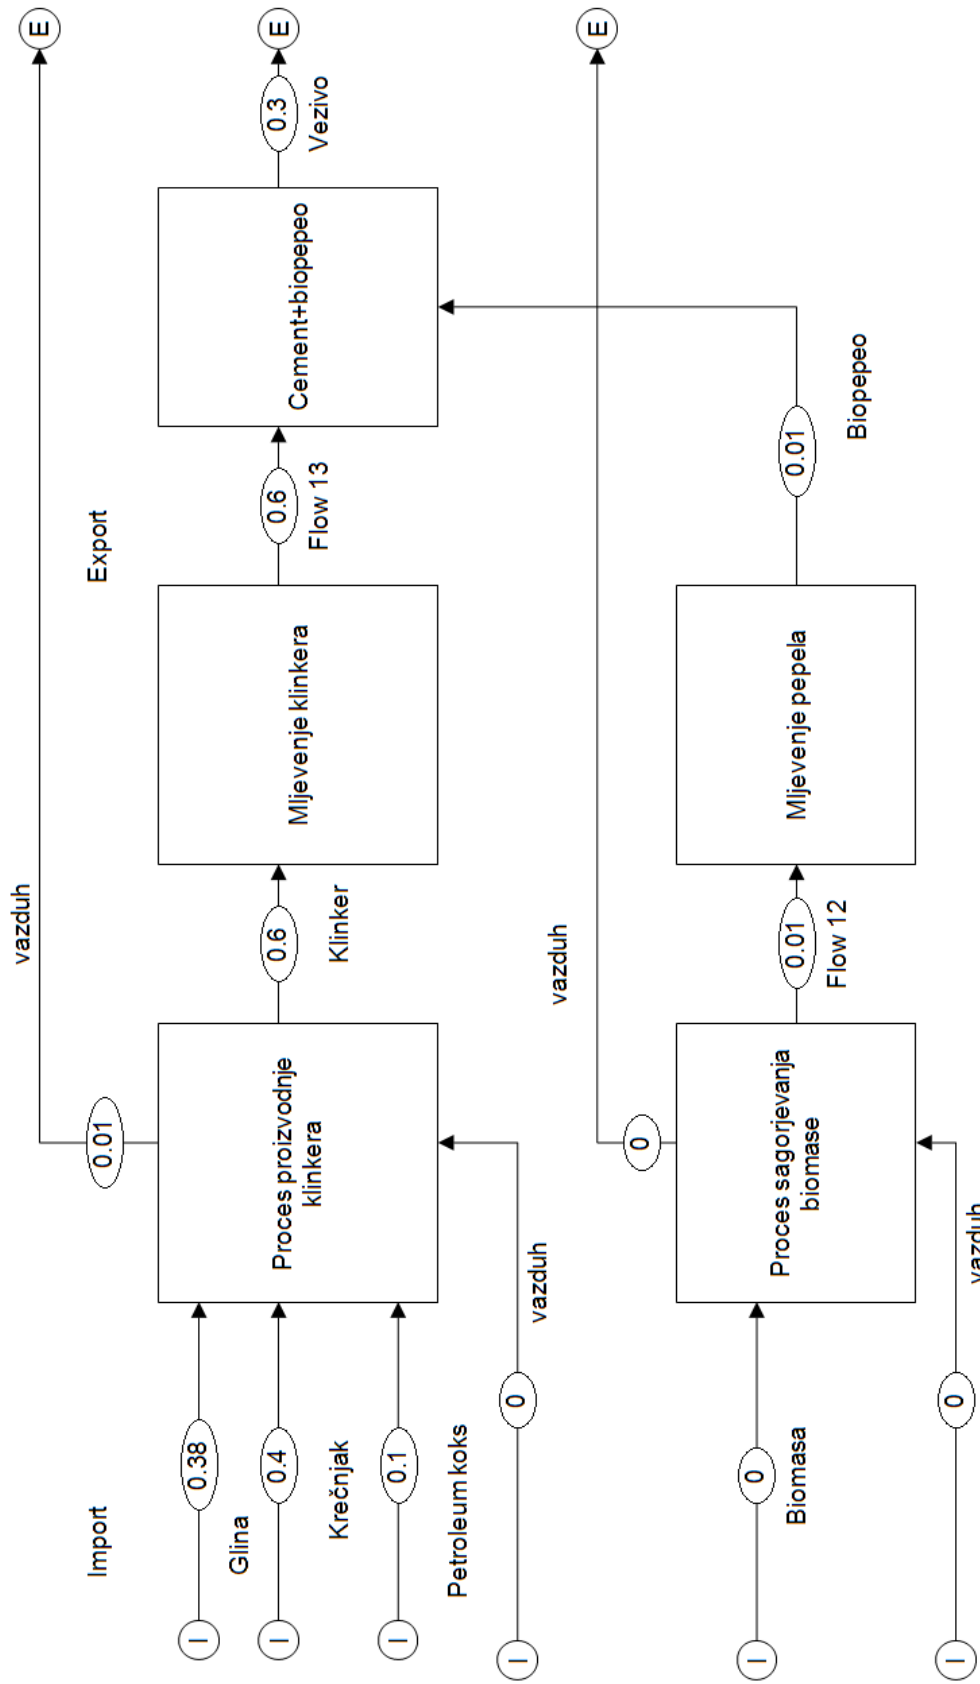 Import
Export
vazduh
E
0.01
I
0.38
Glina
I
0.4
Krečnjak
I
0.1
Petroleum koks
I
0
vazduh
Proces proizvodnje
klinkera
0.6
Klinker
Mljevenje klinkera
0.6
Flow 13
Cement+biopepeo
0.3
Vezivo
E
vazduh
E
0
I
0
Biomasa
I
0
vazduh
Proces sagorjevanja
biomase
0.01
Flow 12
Mljevenje pepela
0.01
Biopepeo